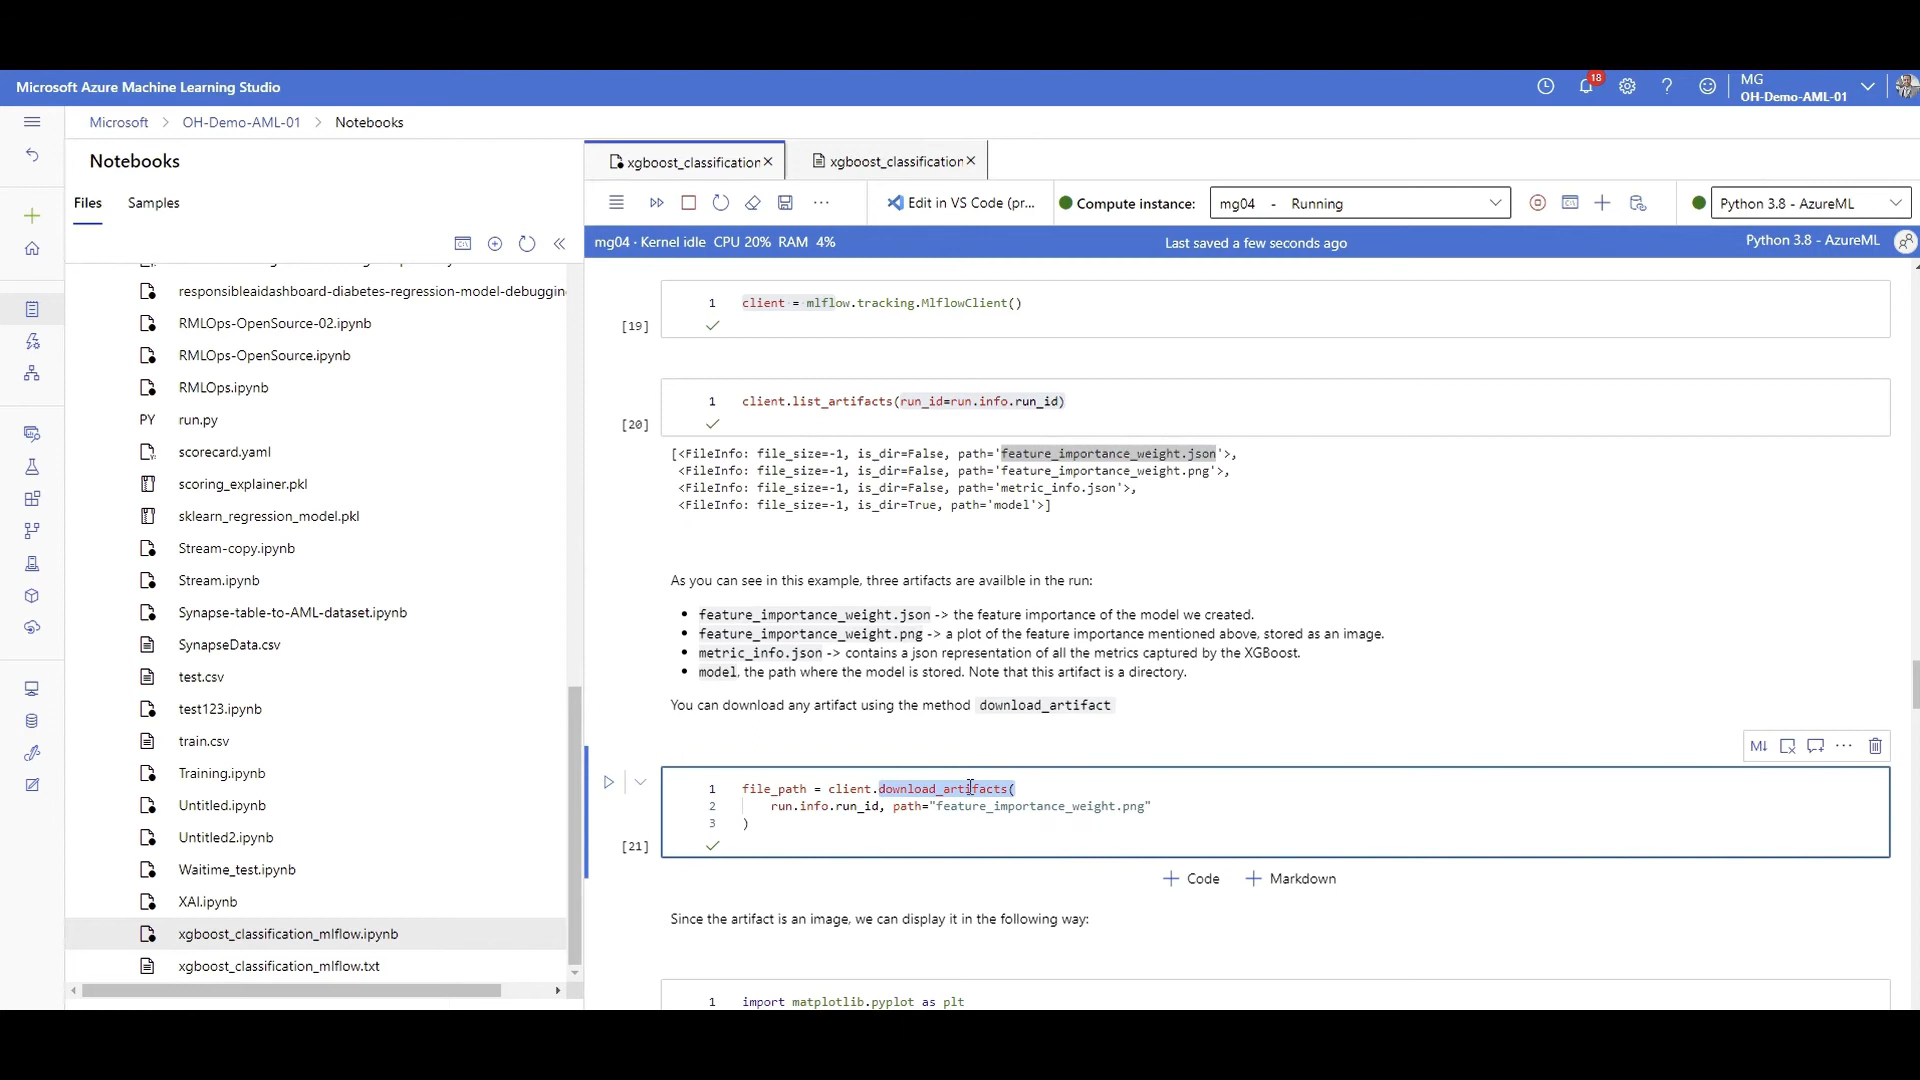 Microsoft Azure Machine Learning Studio
18
MG
OH-Demo-AML-01
Microsoft > OH-Demo-AML-01 > Notebooks
Notebooks
Files Samples
responsibleaidashboard-diabetes-regression-model-debuggin
RMLOps-OpenSource-02.ipynb
RMLOps-OpenSource.ipynb
RMLOps.ipynb
PY run.py
scorecard.yaml
scoring_explainer.pkl
sklearn_regression_model.pkl
Stream-copy.ipynb
Stream.ipynb
Synapse-table-to-AML-dataset.ipynb
SynapseData.csv
test.csv
test123.ipynb
train.csv
Training.ipynb
Untitled.ipynb
Untitled2.ipynb
Waitime_test.ipynb
XAI.ipynb
xgboost_classification_mlflow.ipynb
xgboost_classification_mlflow.txt
xgboost_classification × xgboost_classification ×
Edit in VS Code (pr... Compute instance: mg04 - Running Python 3.8 - AzureML
mg04 · Kernel idle CPU 20% RAM 4% Last saved a few seconds ago Python 3.8 - AzureML
1 client = mlflow.tracking.MlflowClient()
[19]
1 client.list_artifacts(run_id=run.info.run_id)
[20]
[<FileInfo: file_size=-1, is_dir=False, path='feature_importance_weight.json'>,
<FileInfo: file_size=-1, is_dir=False, path='feature_importance_weight.png'>,
<FileInfo: file_size=-1, is_dir=False, path='metric_info.json'>,
<FileInfo: file_size=-1, is_dir=True, path='model'>]
As you can see in this example, three artifacts are availble in the run:
• feature_importance_weight.json -> the feature importance of the model we created.
• feature_importance_weight.png -> a plot of the feature importance mentioned above, stored as an image.
• metric_info.json -> contains a json representation of all the metrics captured by the XGBoost.
• model, the path where the model is stored. Note that this artifact is a directory.
You can download any artifact using the method download_artifact
M↓
1 file_path = client.download_artifacts(
2 run.info.run_id, path="feature_importance_weight.png"
3 )
[21]
+ Code + Markdown
Since the artifact is an image, we can display it in the following way:
1 import matplotlib.pyplot as plt